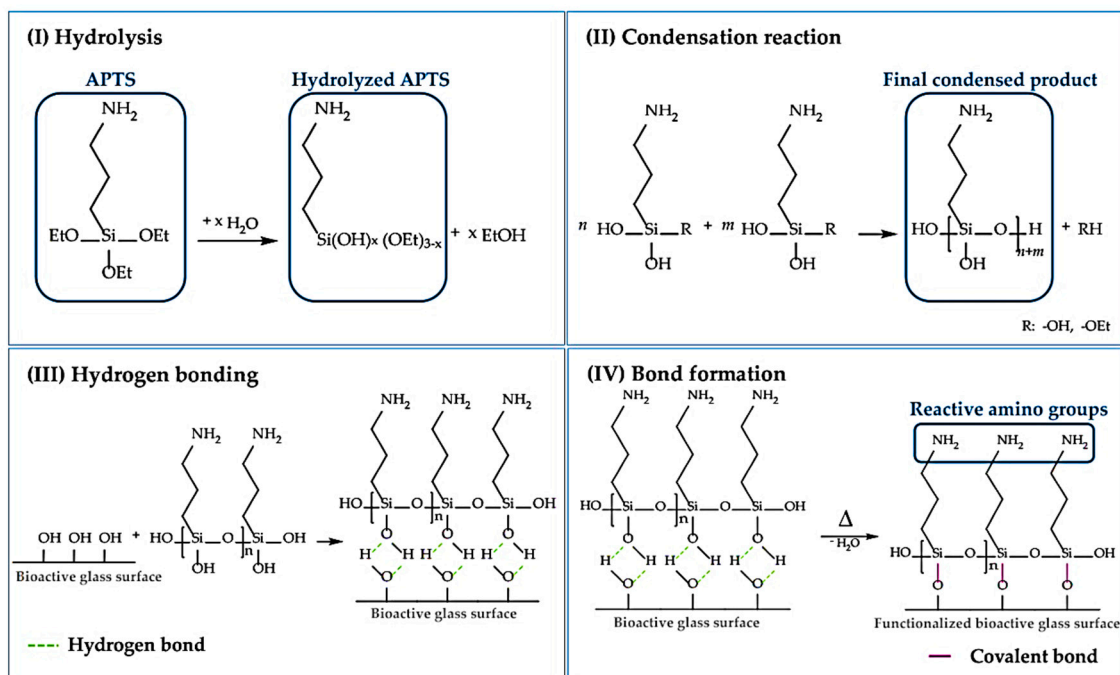 (I) Hydrolysis
APTS
Hydrolyzed APTS
NH2
NH2
EtO—Si—OEt
OEt
+ x H2O
Si(OH)x (OEt)3-x + x EtOH
(II) Condensation reaction
Final condensed product
NH2
NH2
NH2
n HO—Si—R + m HO—Si—R
HO—[Si—O—]H n+m + RH
OH
OH
OH
R: -OH, -OEt
(III) Hydrogen bonding
NH2 NH2 NH2
NH2 NH2
HO—[Si—O—]n Si—O—Si—OH
OH OH OH + HO—[Si—O—]n Si—OH
O O O
OH OH
H H H H H H
O O O
Bioactive glass surface
Bioactive glass surface
Hydrogen bond
(IV) Bond formation
NH2 NH2 NH2
Reactive amino groups
NH2 NH2 NH2
HO—[Si—O—]n Si—O—Si—OH
O O O
Δ
- H2O
H H H H H H
HO—[Si—O—]n Si—O—Si—OH
O O O
O O O
Bioactive glass surface
Functionalized bioactive glass surface
Covalent bond